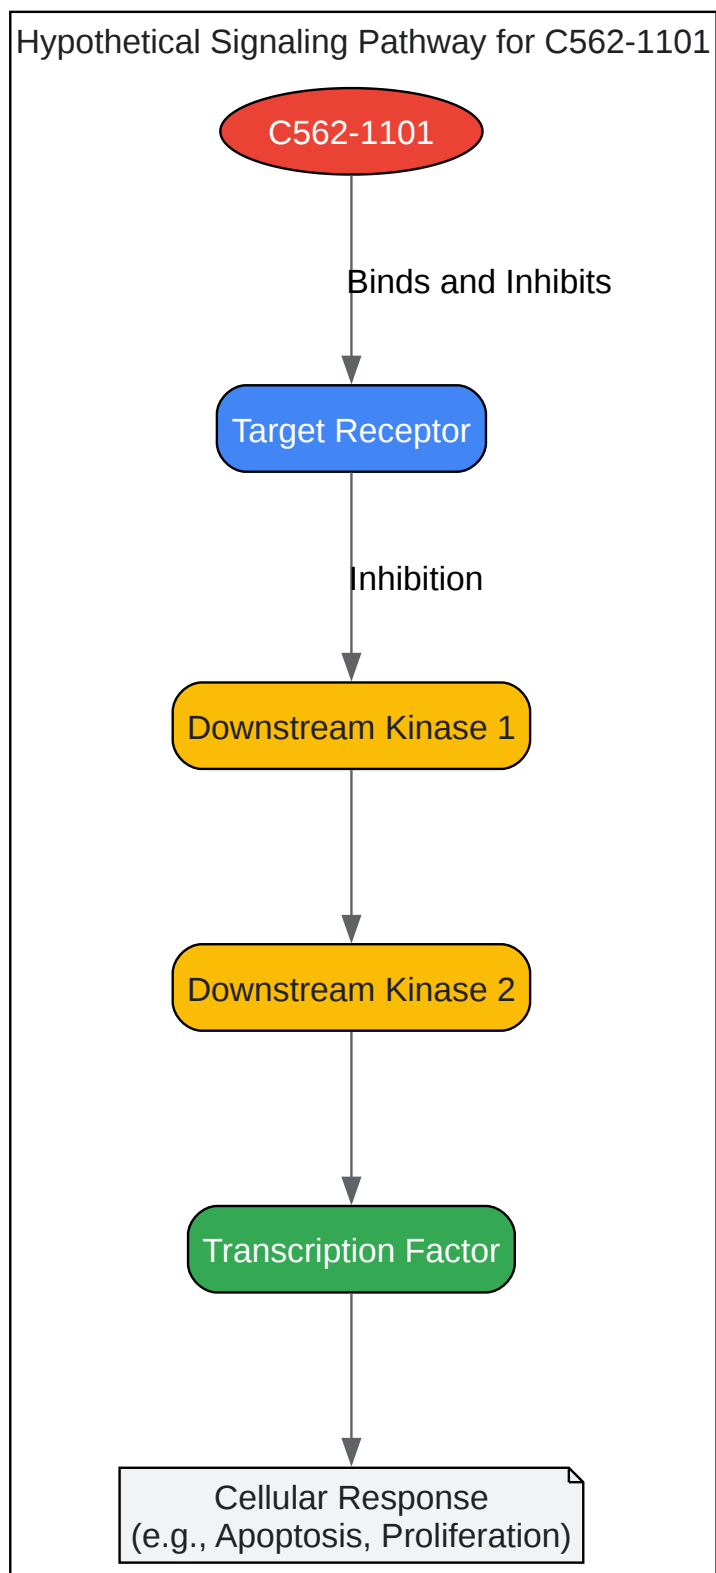 Hypothetical Signaling Pathway for C562-1101
C562-1101
Binds and Inhibits
Target Receptor
Inhibition
Downstream Kinase 1
Downstream Kinase 2
Transcription Factor
Cellular Response
(e.g., Apoptosis, Proliferation)